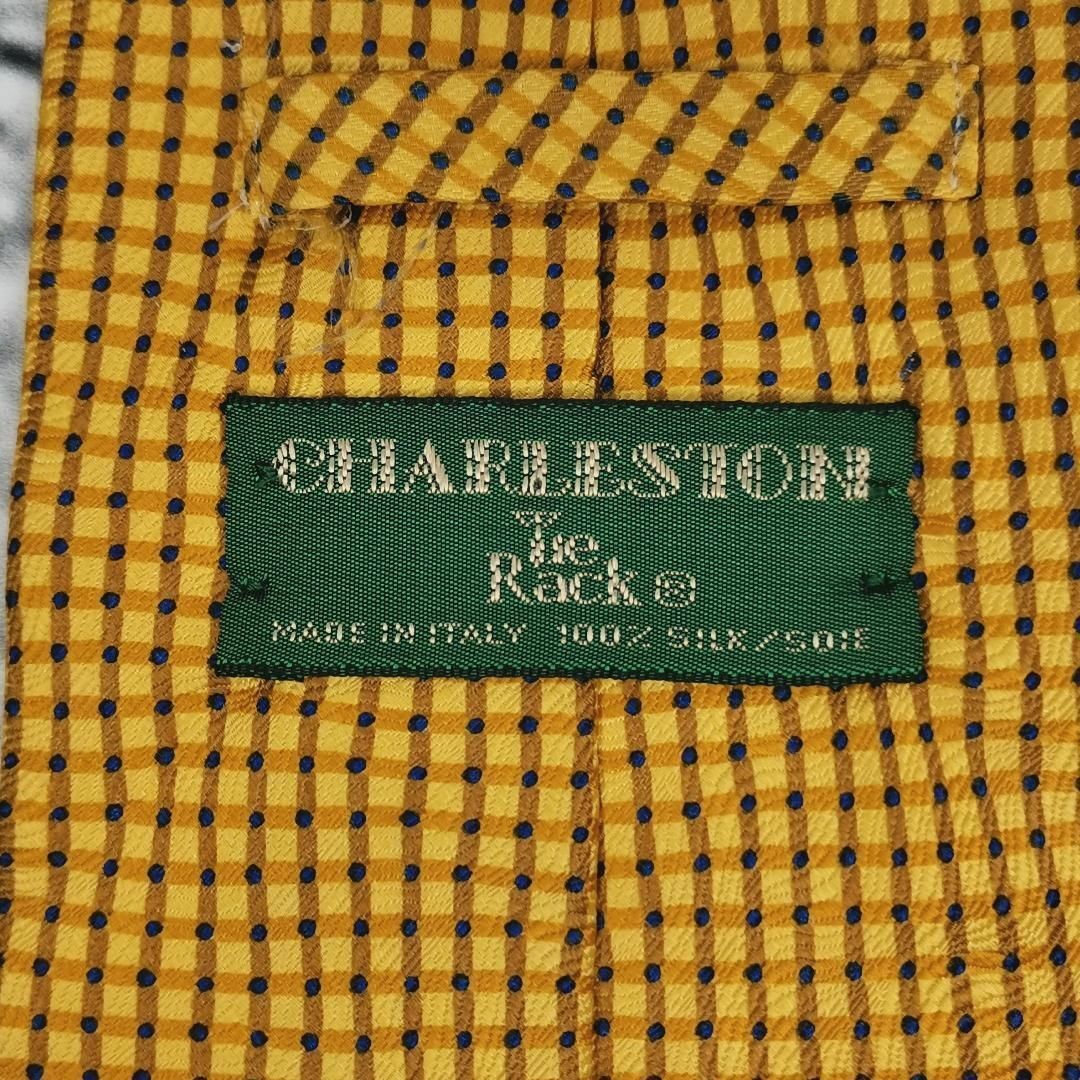 CHARLESTON
Tie
Rack ®
MADE IN ITALY 100% SILK/SOIE